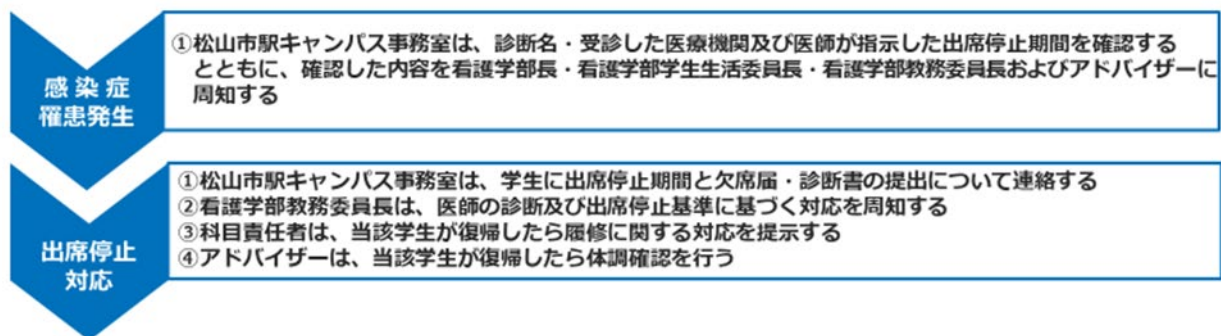 感染症
罹患発生
①松山市駅キャンパス事務室は、診断名・受診した医療機関及び医師が指示した出席停止期間を確認する
とともに、確認した内容を看護学部長・看護学部学生生活委員長・看護学部教務委員長およびアドバイザーに
周知する
出席停止
対応
①松山市駅キャンパス事務室は、学生に出席停止期間と欠席届・診断書の提出について連絡する
②看護学部教務委員長は、医師の診断及び出席停止基準に基づく対応を周知する
③科目責任者は、当該学生が復帰したら履修に関する対応を提示する
④アドバイザーは、当該学生が復帰したら体調確認を行う